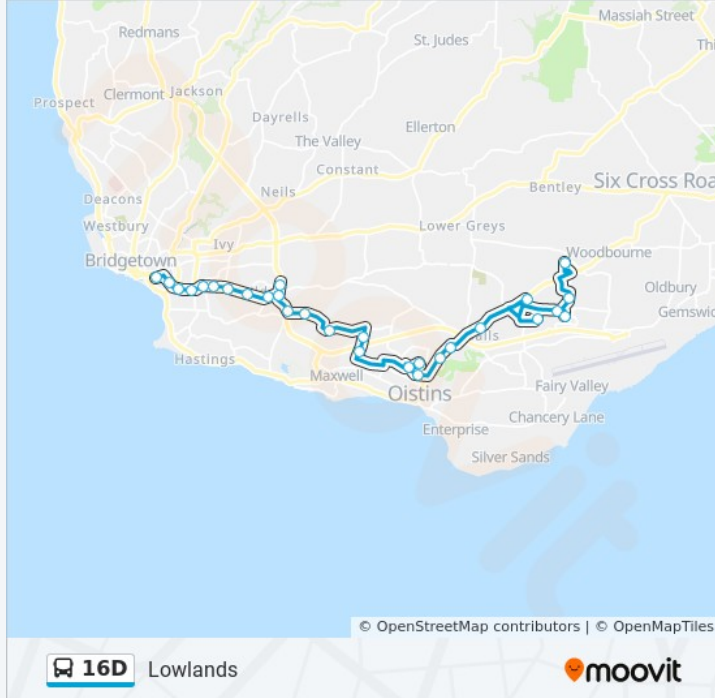 Massiah Street
Redmans
St. Judes
Clermont
Jackson
Prospect
Dayrells
Ellerton
The Valley
Constant
Bentley
Six Cross Roa
Neils
Deacons
Westbury
Lower Greys
Ivy
Woodbourne
Bridgetown
Oldbury
Gemswic
Hastings
Maxwell
Oistins
Fairy Valley
Chancery Lane
Enterprise
Silver Sands
© OpenStreetMap contributors | © OpenMapTiles
16D Lowlands
moovit